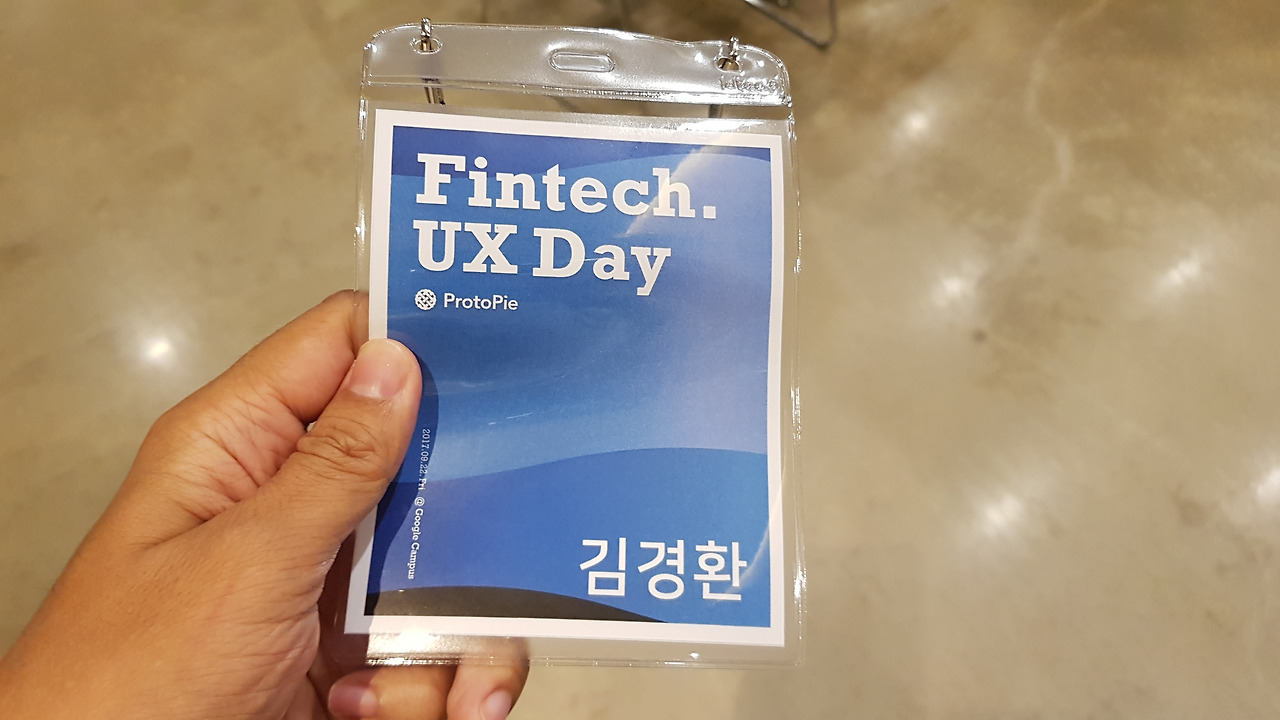 Fintech.
UX Day
ProtoPie
2017.09.22. Fri @ Google Campus
김경환